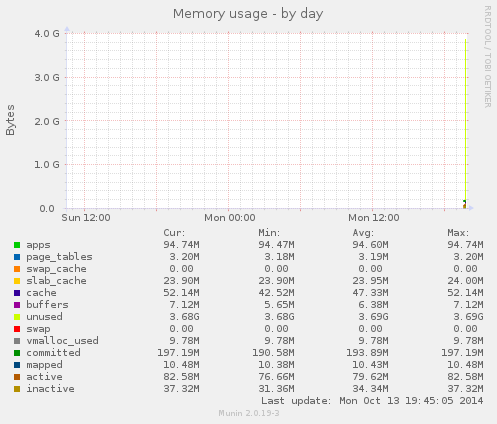 Memory usage - by day
RRDTOOL / TOBI OETIKER
Bytes
4.0 G
3.0 G
2.0 G
1.0 G
0.0
Sun 12:00 Mon 00:00 Mon 12:00
Cur: Min: Avg: Max:
apps 94.74M 94.47M 94.60M 94.74M
page_tables 3.20M 3.18M 3.19M 3.20M
swap_cache 0.00 0.00 0.00 0.00
slab_cache 23.90M 23.90M 23.95M 24.00M
cache 52.14M 42.52M 47.33M 52.14M
buffers 7.12M 5.65M 6.38M 7.12M
unused 3.68G 3.68G 3.69G 3.69G
swap 0.00 0.00 0.00 0.00
vmalloc_used 9.78M 9.78M 9.78M 9.78M
committed 197.19M 190.58M 193.89M 197.19M
mapped 10.48M 10.38M 10.43M 10.48M
active 82.58M 76.66M 79.62M 82.58M
inactive 37.32M 31.36M 34.34M 37.32M
Last update: Mon Oct 13 19:45:05 2014
Munin 2.0.19-3